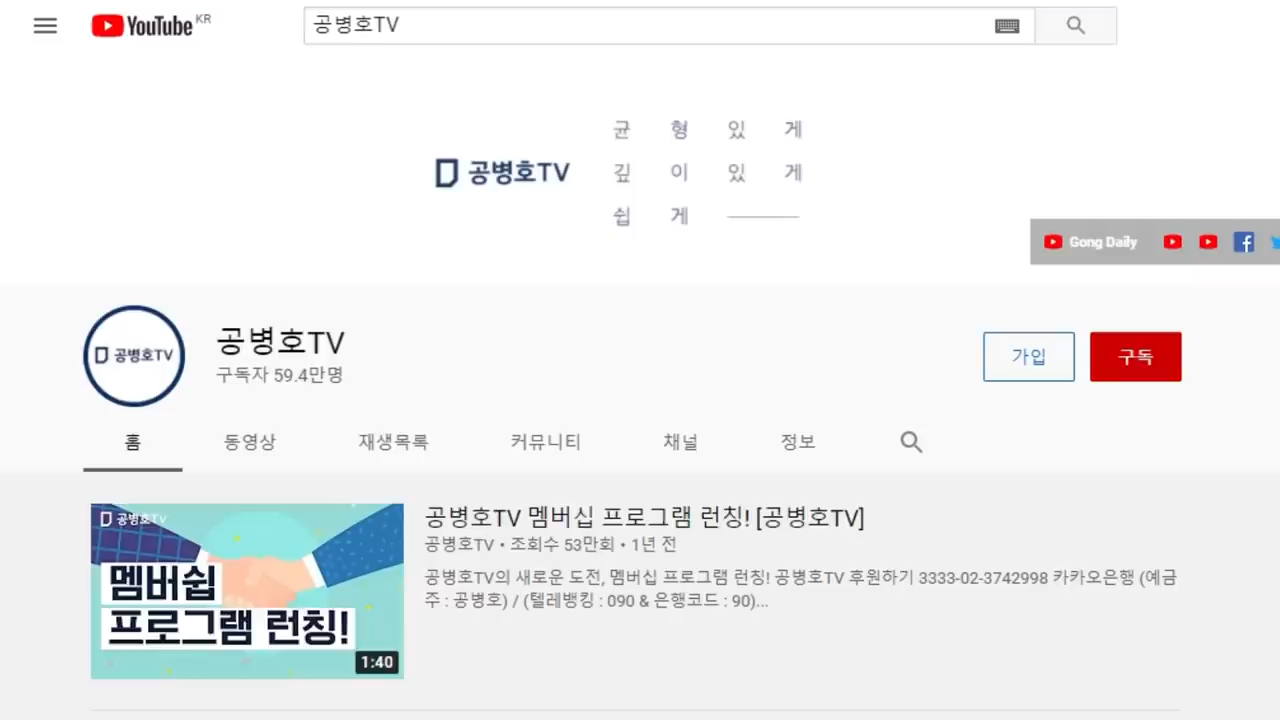 YouTube KR
공병호TV
균 형 있 게
공병호TV
깊 이 있 게
쉽 게
Gong Daily
공병호TV
공병호TV
구독자 59.4만명
가입
구독
홈
동영상
재생목록
커뮤니티
채널
정보
공병호TV
멤버쉽
프로그램 런칭!
1:40
공병호TV 멤버십 프로그램 런칭! [공병호TV]
공병호TV • 조회수 53만회 • 1년 전
공병호TV의 새로운 도전, 멤버십 프로그램 런칭! 공병호TV 후원하기 3333-02-3742998 카카오은행 (예금
주 : 공병호) / (텔레뱅킹 : 090 & 은행코드 : 90)...